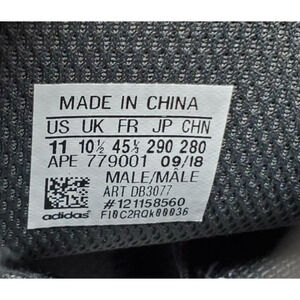 MADE IN CHINA
US UK FR JP CHN
11 10½ 45⅓ 290 280
APE 779001 09/18
MALE/MÂLE
ART DB3077
#121158560
adidas FI0C2RQk00036